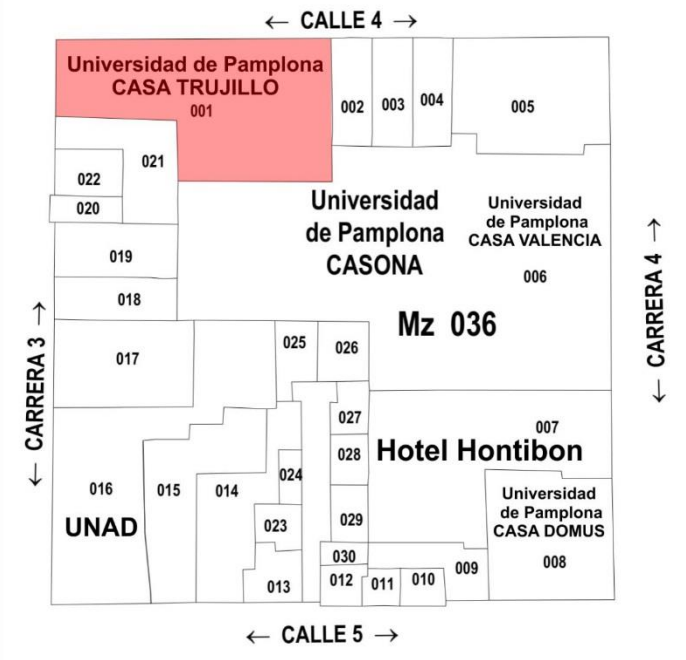 ← CALLE 4 →
Universidad de Pamplona
CASA TRUJILLO
001
002
003
004
005
021
022
020
019
018
017
Universidad
de Pamplona
CASONA
Universidad
de Pamplona
CASA VALENCIA
006
Mz 036
← CARRERA 3 →
← CARRERA 4 →
025
026
027
028
029
030
007
Hotel Hontibon
Universidad
de Pamplona
CASA DOMUS
008
016
UNAD
015
014
024
023
013
012
011
010
009
← CALLE 5 →